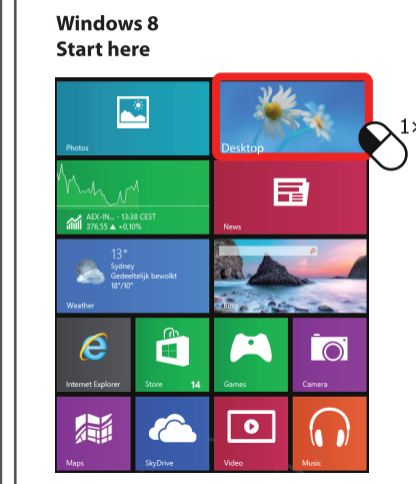 Windows 8
Start here
Photos
Desktop
1×
AEX-IN... - 13:38 CEST
376,55 ▲ +0,10%
News
13°
Sydney
Gedeeltelijk bewolkt
18°/10°
Weather
Internet Explorer
Store 14
Games
Camera
Maps
SkyDrive
Video
Music